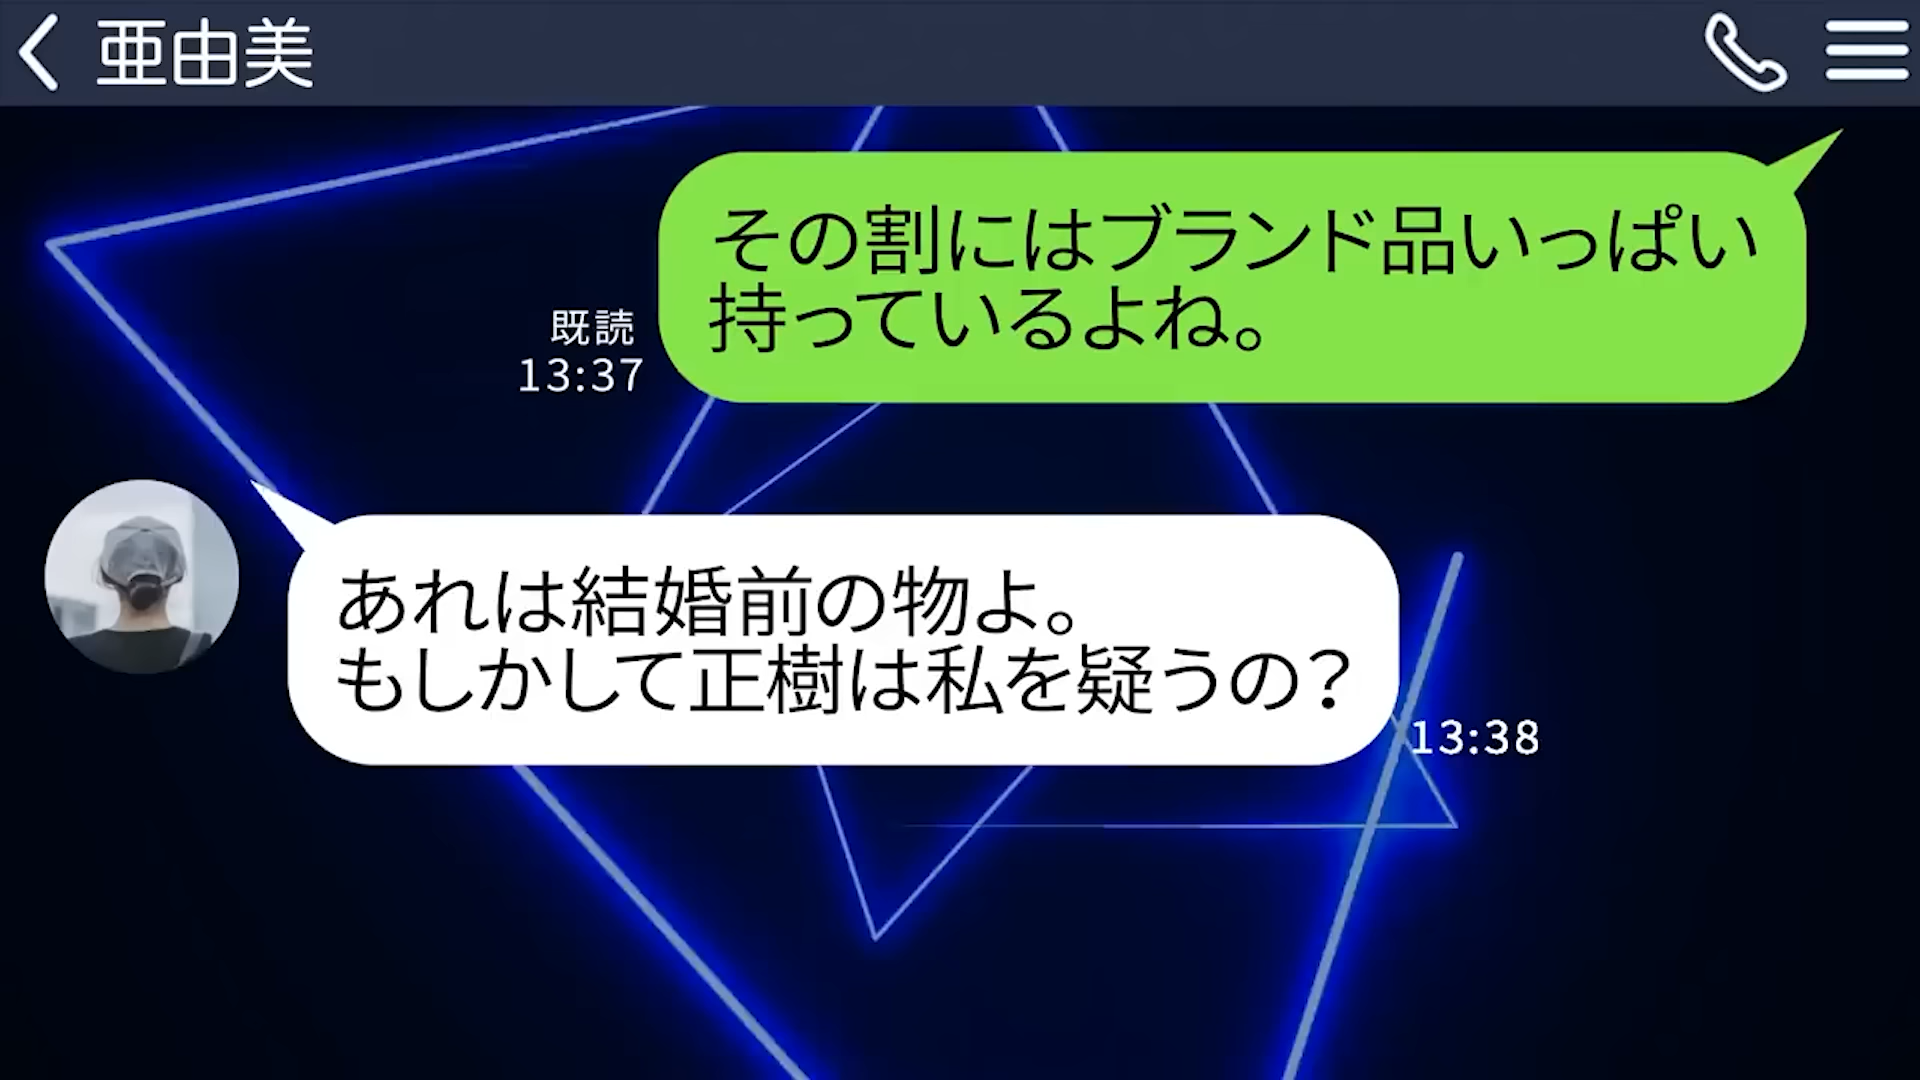 亜由美
その割にはブランド品いっぱい
持っているよね。
既読
13:37
あれは結婚前の物よ。
もしかして正樹は私を疑うの？
13:38